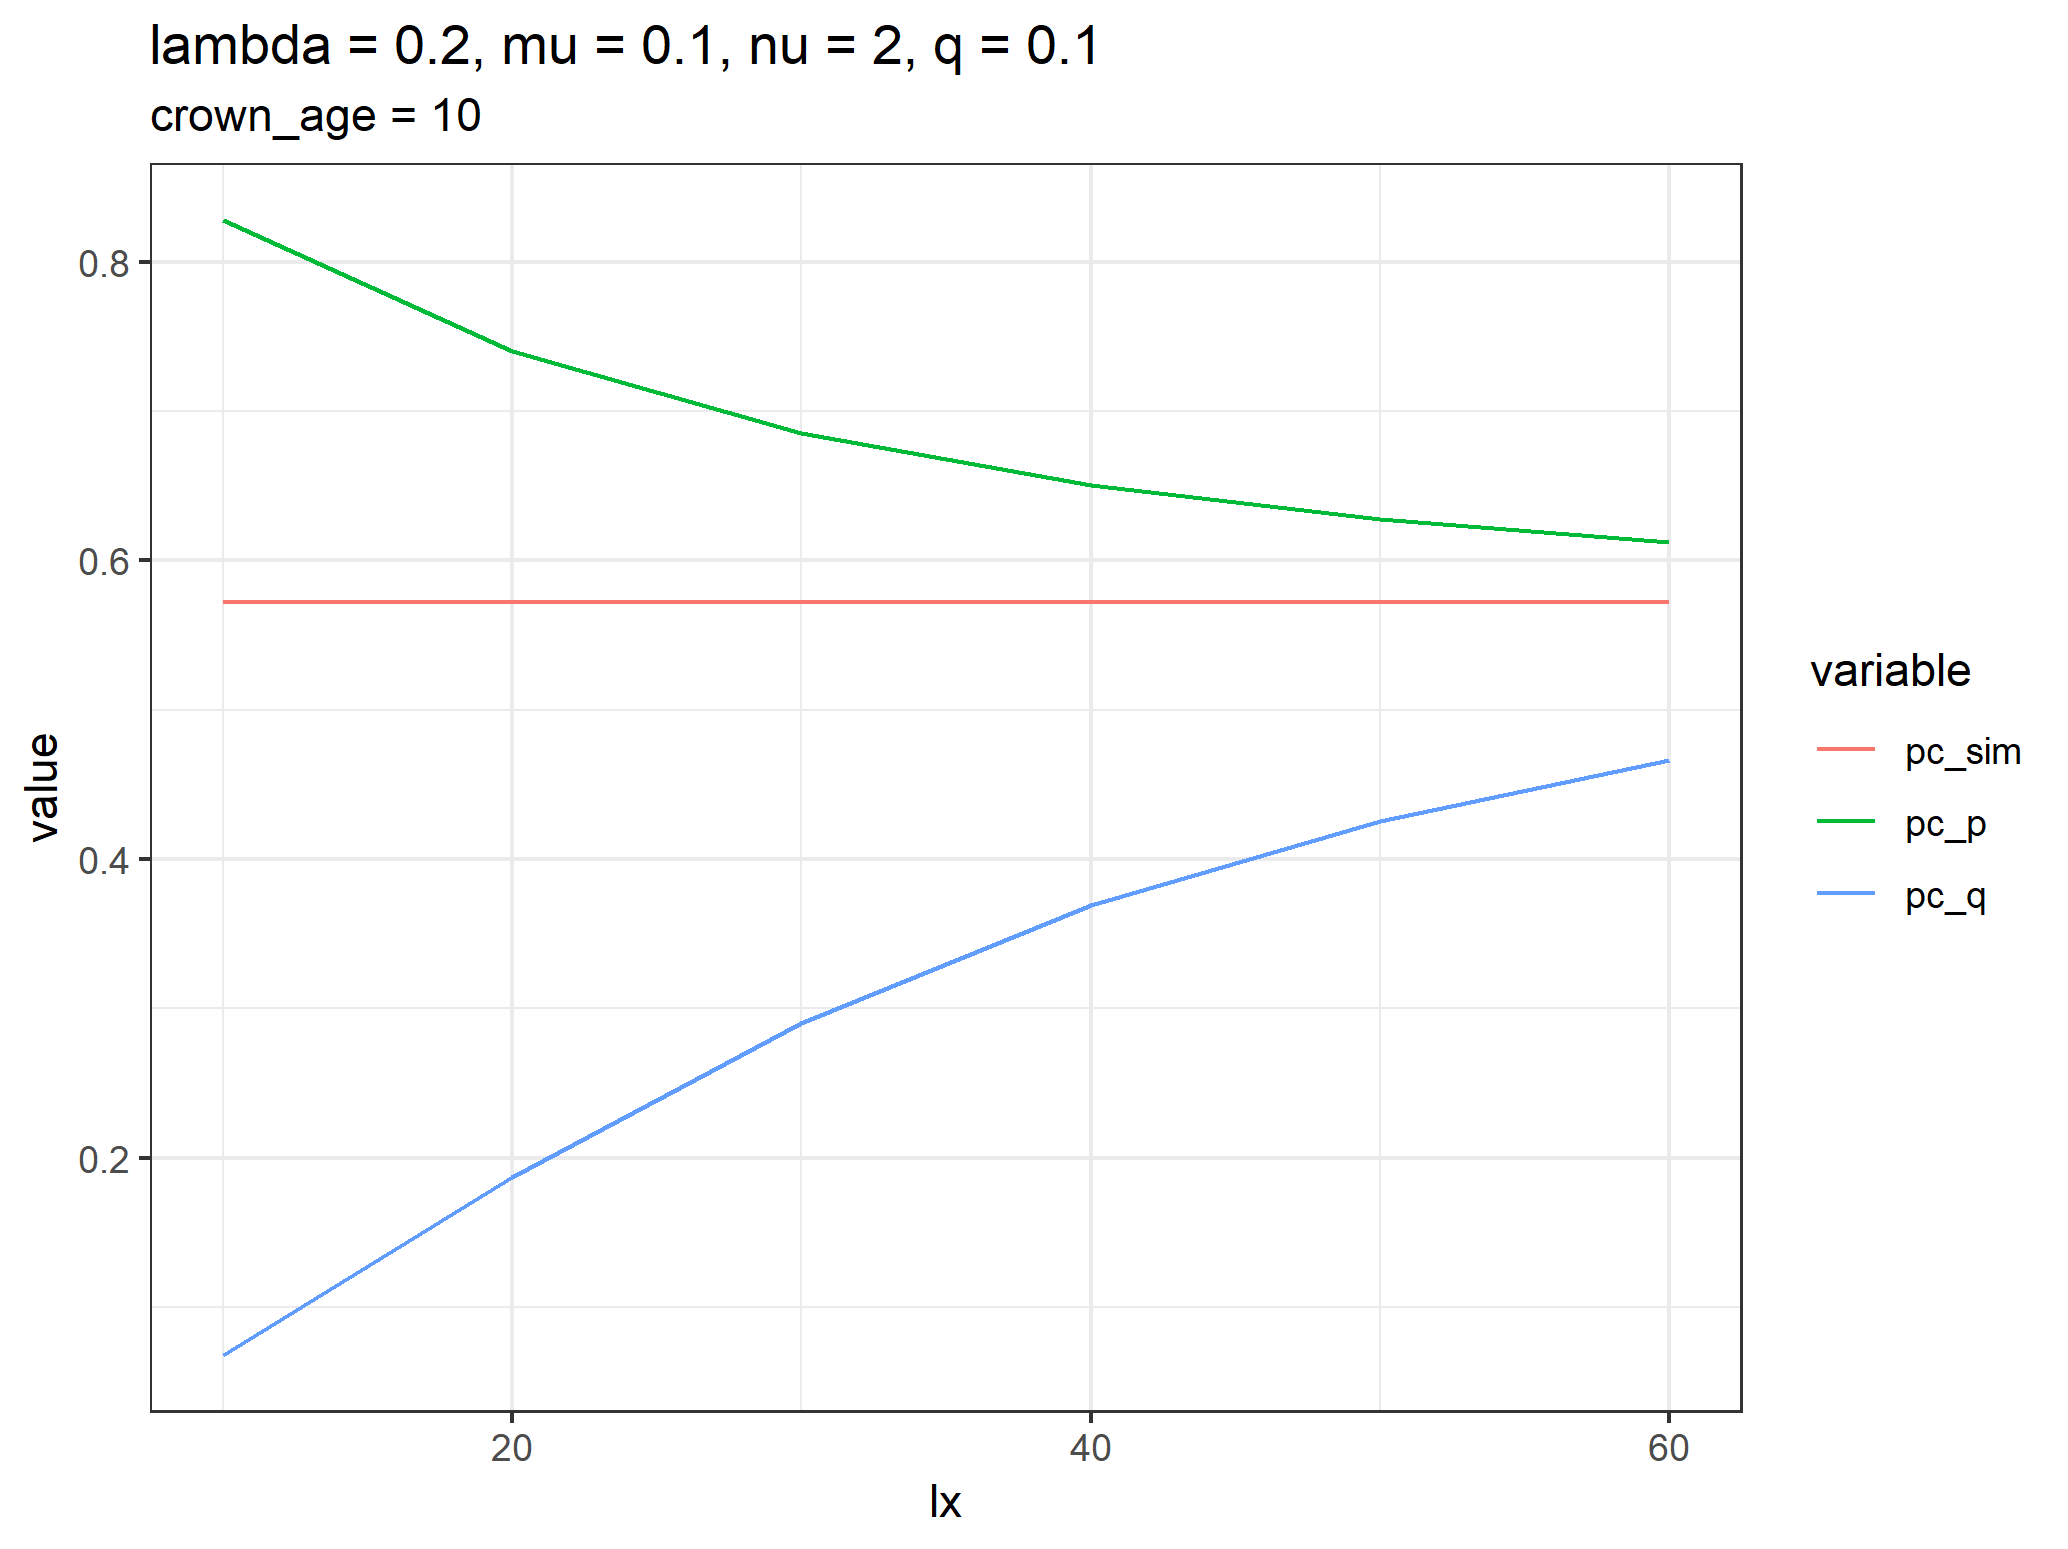 lambda = 0.2, mu = 0.1, nu = 2, q = 0.1
crown_age = 10
0.8
0.6
0.4
0.2
value
20
40
60
lx
variable
pc_sim
pc_p
pc_q